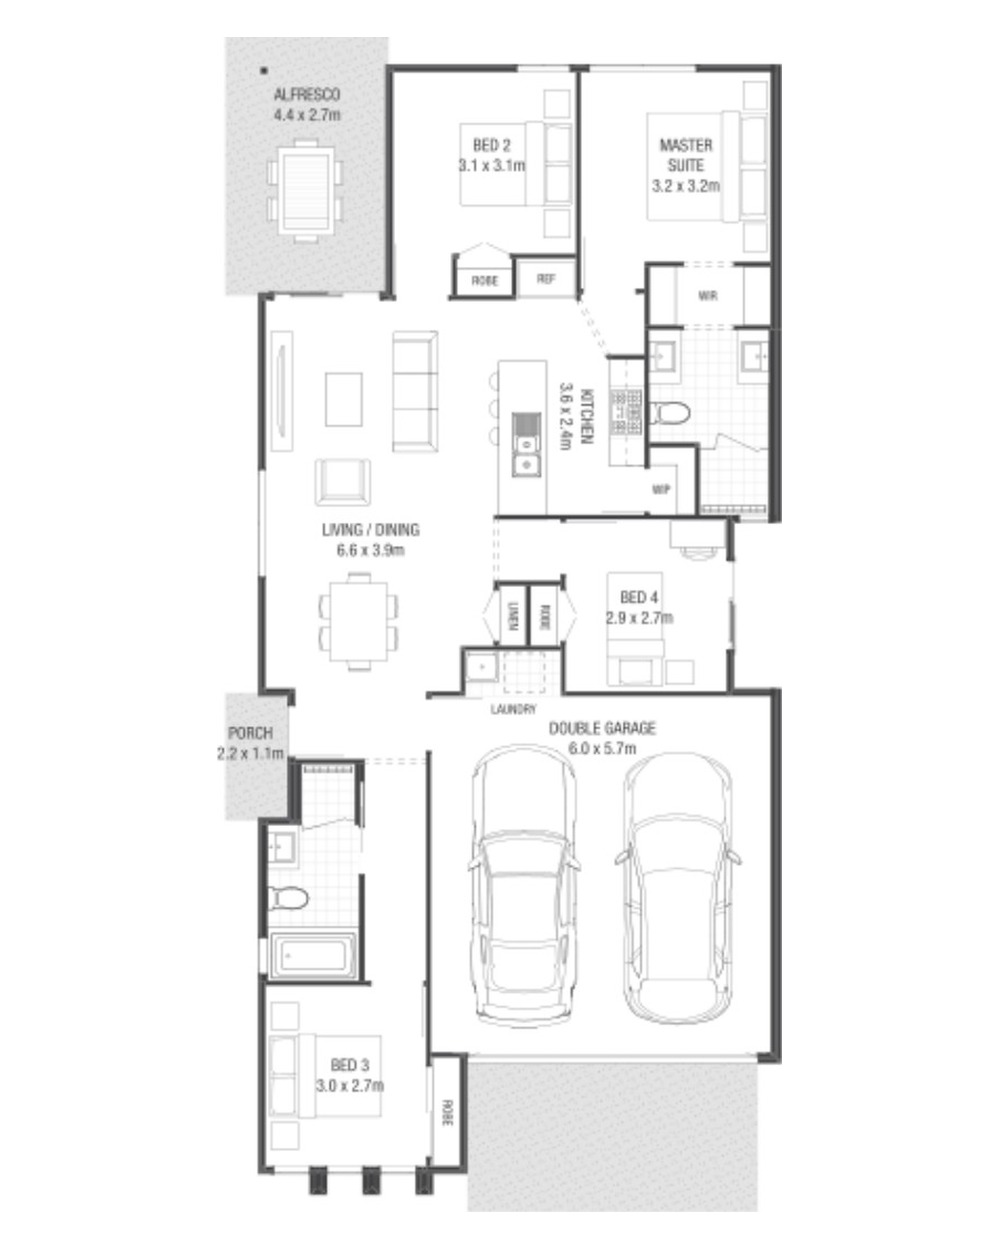 ALFRESCO
4.4 x 2.7m
BED 2
3.1 x 3.1m
MASTER
SUITE
3.2 x 3.2m
ROBE
REF
WIR
KITCHEN
3.6 x 2.4m
WIP
LIVING / DINING
6.6 x 3.9m
LINEN
ROBE
BED 4
2.9 x 2.7m
LAUNDRY
PORCH
2.2 x 1.1m
DOUBLE GARAGE
6.0 x 5.7m
BED 3
3.0 x 2.7m
ROBE